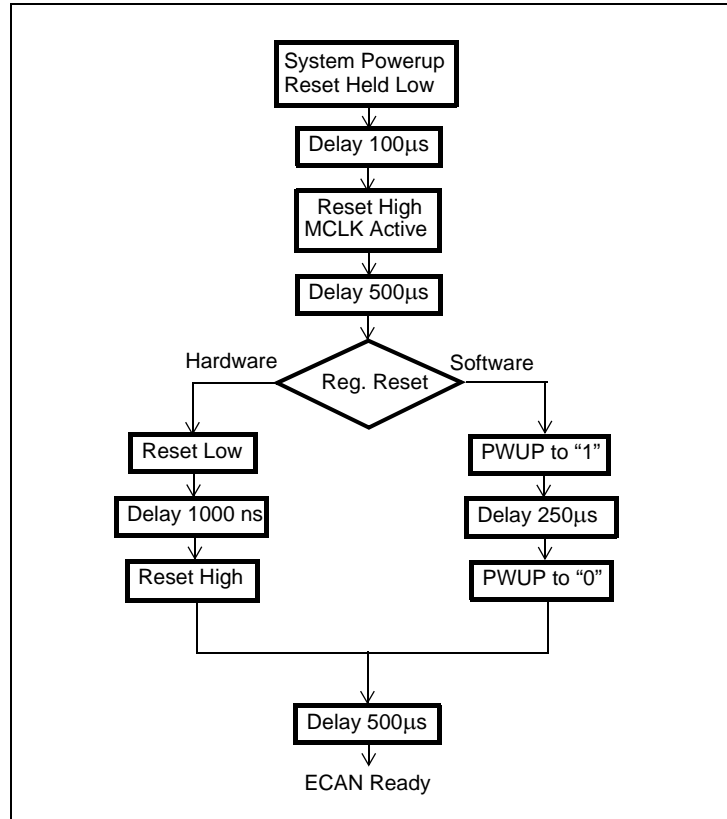 System Powerup
Reset Held Low
Delay 100μs
Reset High
MCLK Active
Delay 500μs
Hardware
Software
Reg. Reset
Reset Low
Delay 1000 ns
Reset High
PWUP to “1”
Delay 250μs
PWUP to “0”
Delay 500μs
ECAN Ready